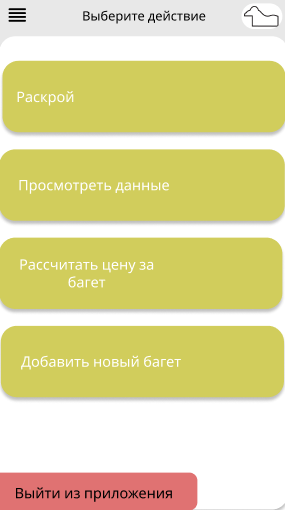 Выберите действие
Раскрой
Просмотреть данные
Рассчитать цену за
багет
Добавить новый багет
Выйти из приложения